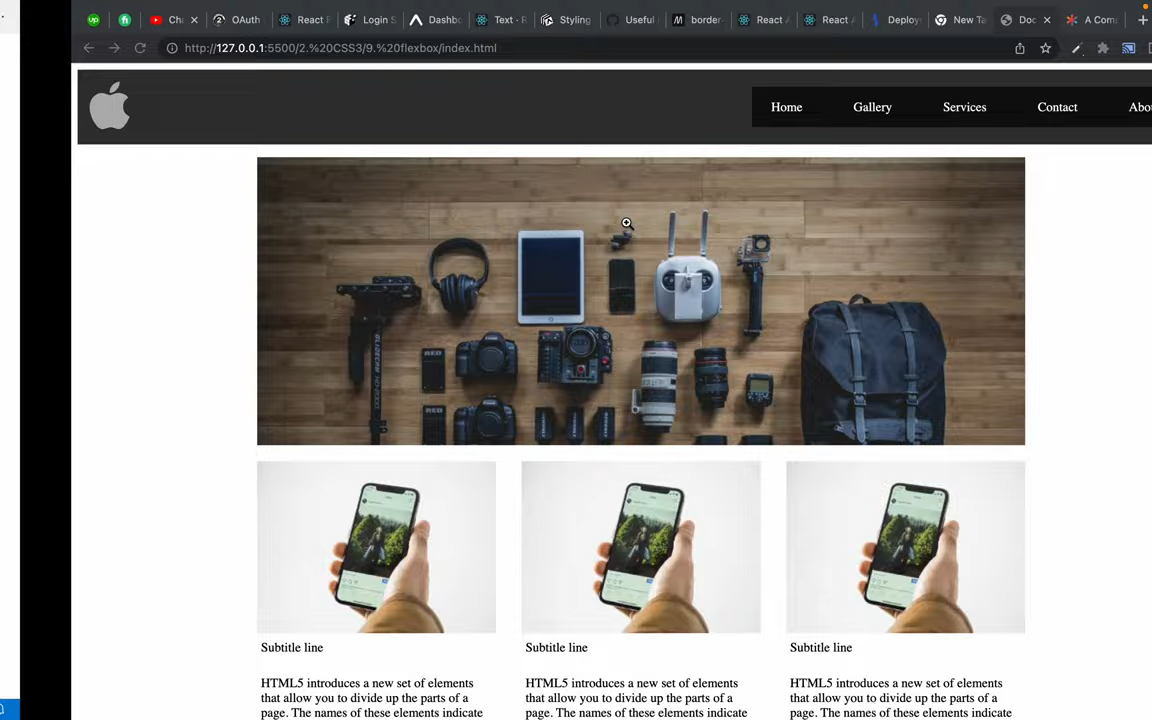 Cha
OAuth
React F
Login S
Dashbo
Text · R
Styling
Useful
border-
React A
React A
Deploy
New Ta
Doc
A Com
http://127.0.0.1:5500/2.%20CSS3/9.%20flexbox/index.html
Home Gallery Services Contact Abou
RED
RED
Subtitle line Subtitle line Subtitle line
HTML5 introduces a new set of elements
that allow you to divide up the parts of a
page. The names of these elements indicate
HTML5 introduces a new set of elements
that allow you to divide up the parts of a
page. The names of these elements indicate
HTML5 introduces a new set of elements
that allow you to divide up the parts of a
page. The names of these elements indicate